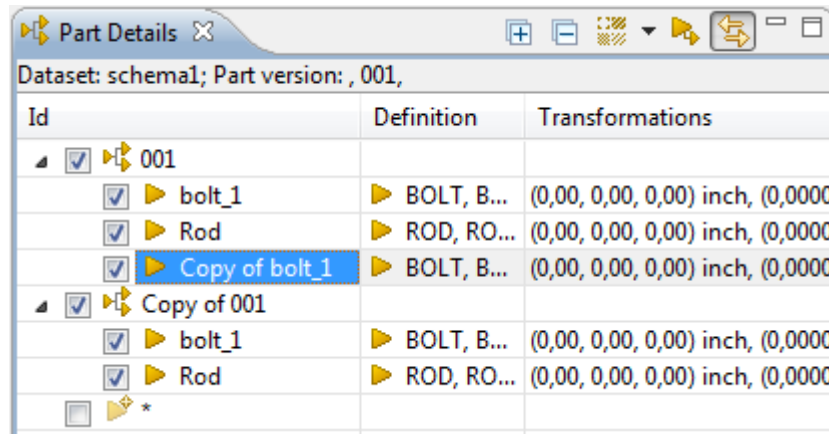 Part Details
Dataset: schema1; Part version: , 001,
Id Definition Transformations
001
bolt_1 BOLT, B... (0,00, 0,00, 0,00) inch, (0,0000
Rod ROD, RO... (0,00, 0,00, 0,00) inch, (0,0000
Copy of bolt_1 BOLT, B... (0,00, 0,00, 0,00) inch, (0,0000
Copy of 001
bolt_1 BOLT, B... (0,00, 0,00, 0,00) inch, (0,0000
Rod ROD, RO... (0,00, 0,00, 0,00) inch, (0,0000
*